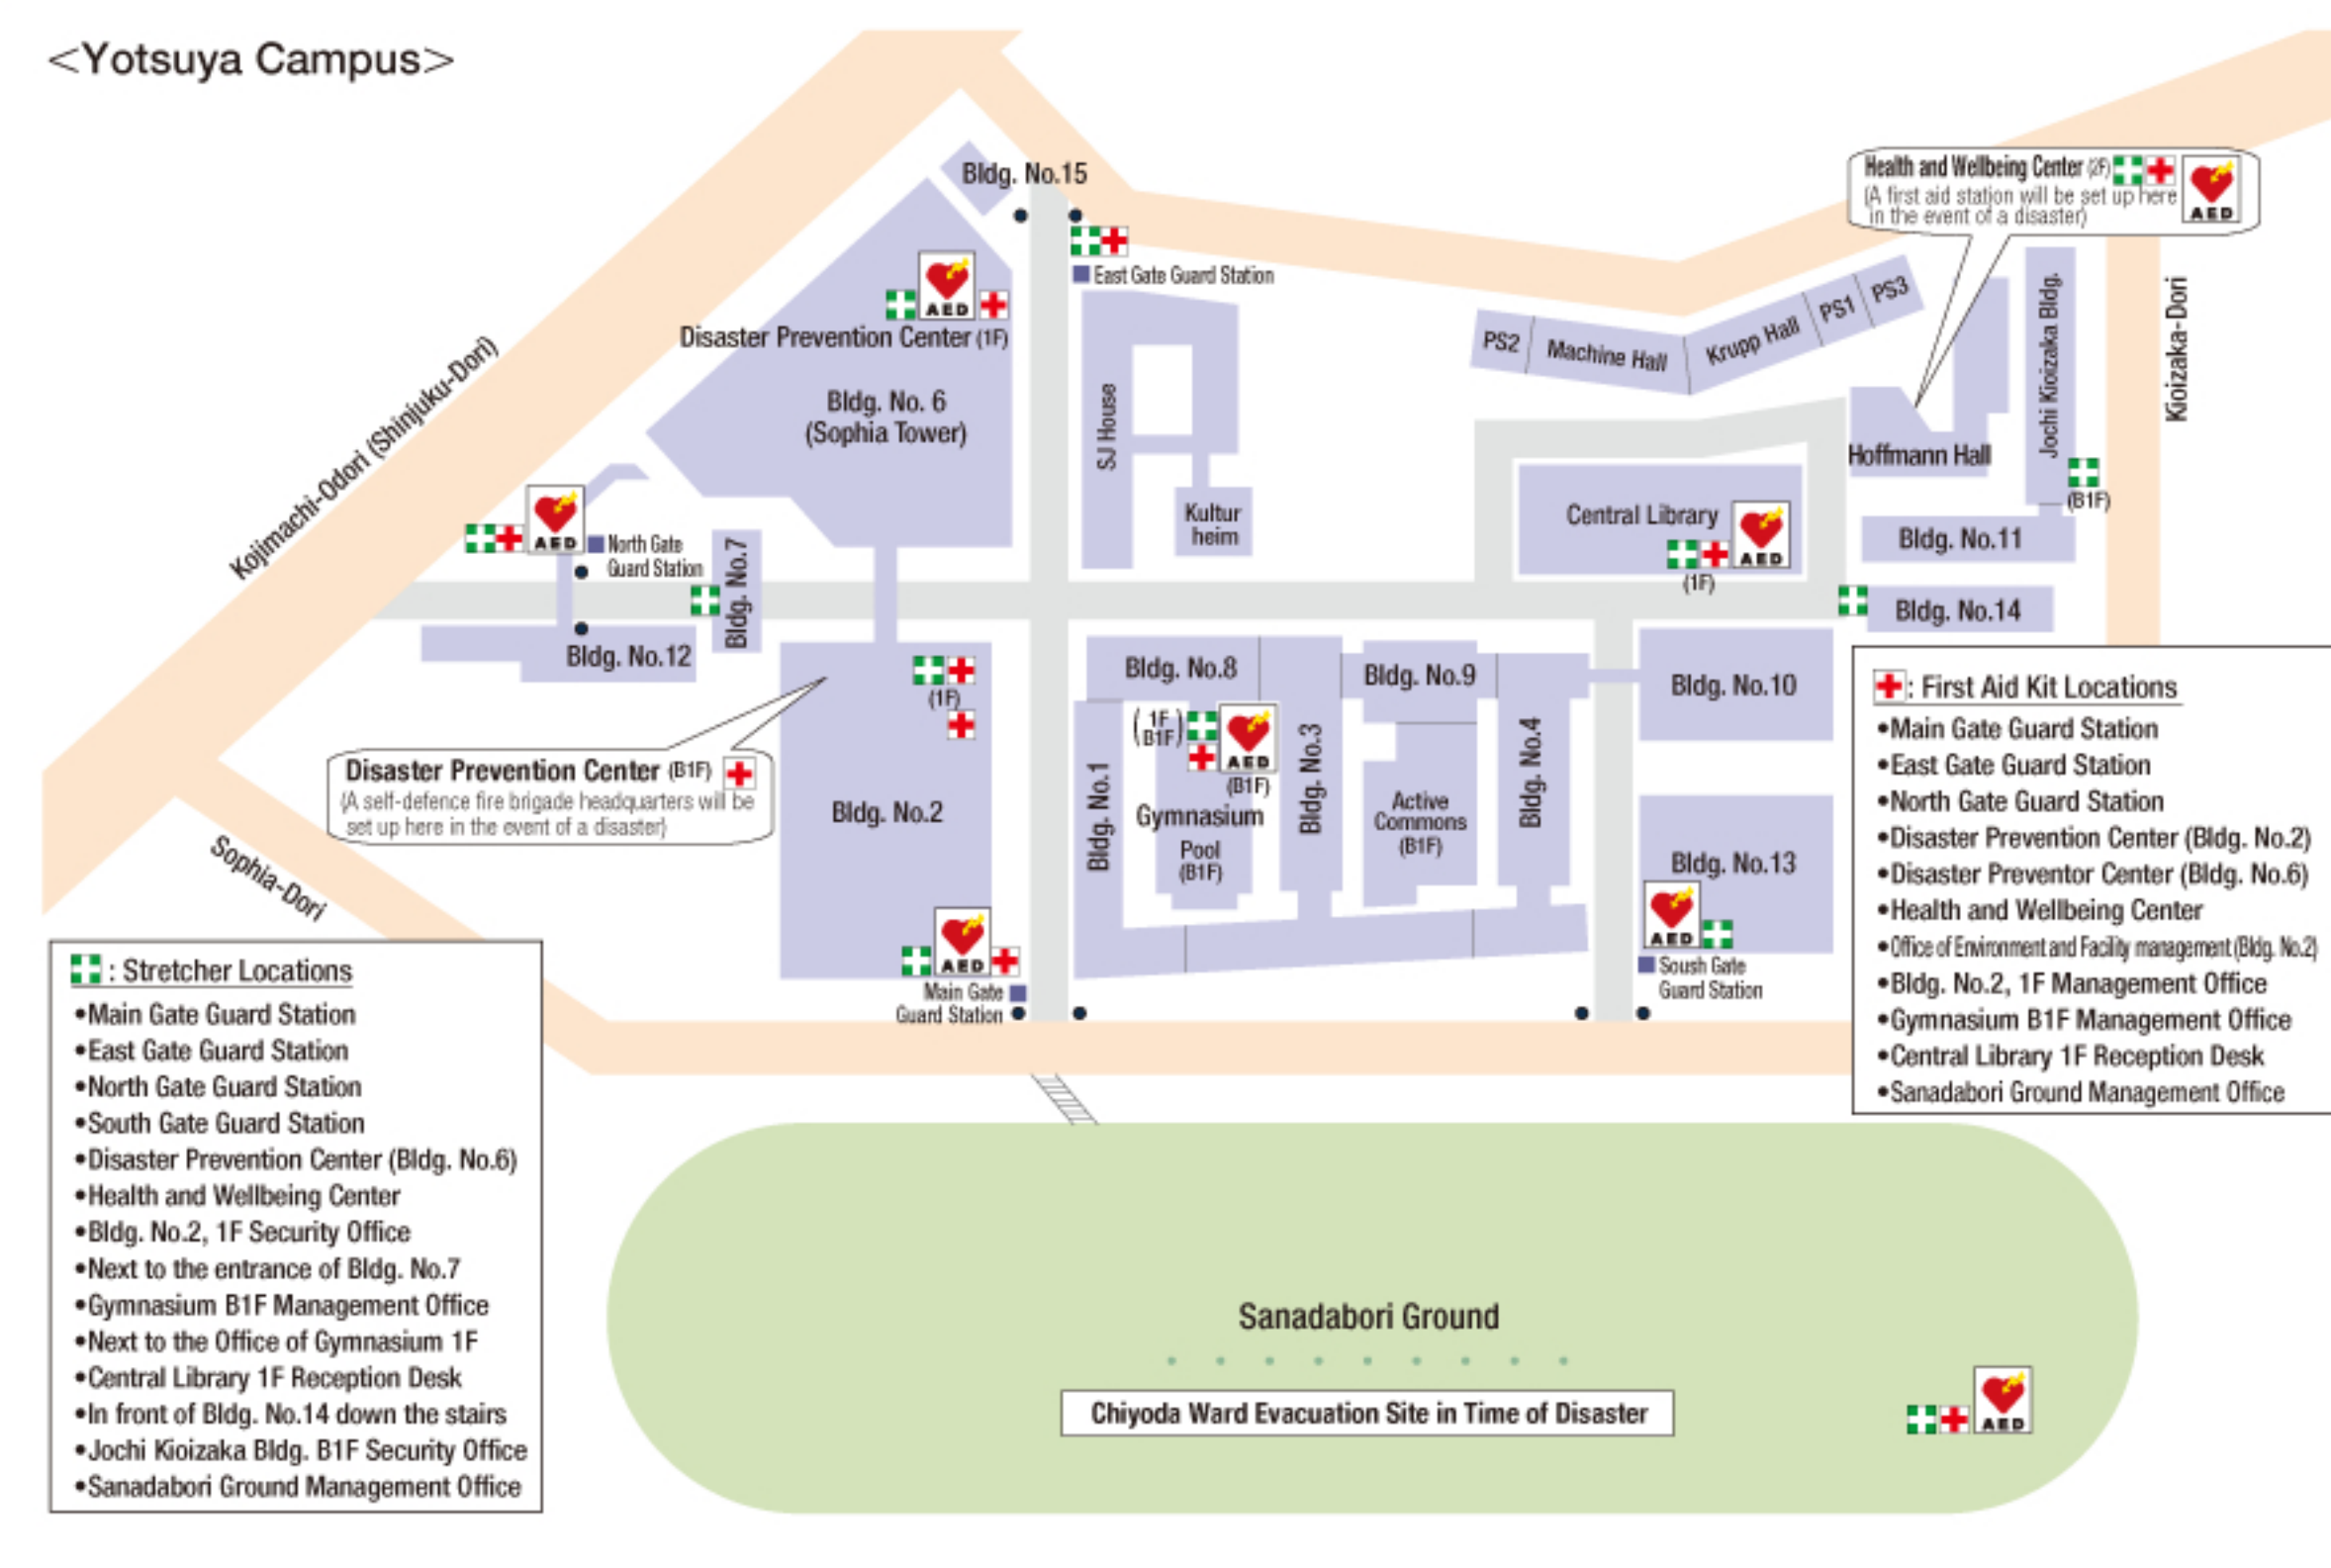 <Yotsuya Campus>
Bldg. No.15
Health and Wellbeing Center (2F)
(A first aid station will be set up here
in the event of a disaster)
AED
East Gate Guard Station
AED
Disaster Prevention Center (1F)
Bldg. No. 6
(Sophia Tower)
Kojimachi-Odori (Shinjuku-Dori)
SJ House
Kultur
heim
PS2
Machine Hall
Krupp Hall
PS1
PS3
Hoffmann Hall
Jochi Kioizaka Bldg.
Kioizaka-Dori
(B1F)
Central Library
AED
(1F)
Bldg. No.11
Bldg. No.14
AED
North Gate
Guard Station
Bldg. No.7
Bldg. No.12
(1F)
Disaster Prevention Center (B1F)
(A self-defence fire brigade headquarters will be
set up here in the event of a disaster)
Bldg. No.2
AED
Main Gate
Guard Station
Sophia-Dori
Bldg. No.8
(1F
B1F)
AED
(B1F)
Gymnasium
Pool
(B1F)
Bldg. No.1
Bldg. No.3
Bldg. No.9
Active
Commons
(B1F)
Bldg. No.4
Bldg. No.10
Bldg. No.13
AED
Soush Gate
Guard Station
: First Aid Kit Locations
•Main Gate Guard Station
•East Gate Guard Station
•North Gate Guard Station
•Disaster Prevention Center (Bldg. No.2)
•Disaster Preventor Center (Bldg. No.6)
•Health and Wellbeing Center
•Office of Environment and Facility management (Bldg. No.2)
•Bldg. No.2, 1F Management Office
•Gymnasium B1F Management Office
•Central Library 1F Reception Desk
•Sanadabori Ground Management Office
: Stretcher Locations
•Main Gate Guard Station
•East Gate Guard Station
•North Gate Guard Station
•South Gate Guard Station
•Disaster Prevention Center (Bldg. No.6)
•Health and Wellbeing Center
•Bldg. No.2, 1F Security Office
•Next to the entrance of Bldg. No.7
•Gymnasium B1F Management Office
•Next to the Office of Gymnasium 1F
•Central Library 1F Reception Desk
•In front of Bldg. No.14 down the stairs
•Jochi Kioizaka Bldg. B1F Security Office
•Sanadabori Ground Management Office
Sanadabori Ground
Chiyoda Ward Evacuation Site in Time of Disaster
AED